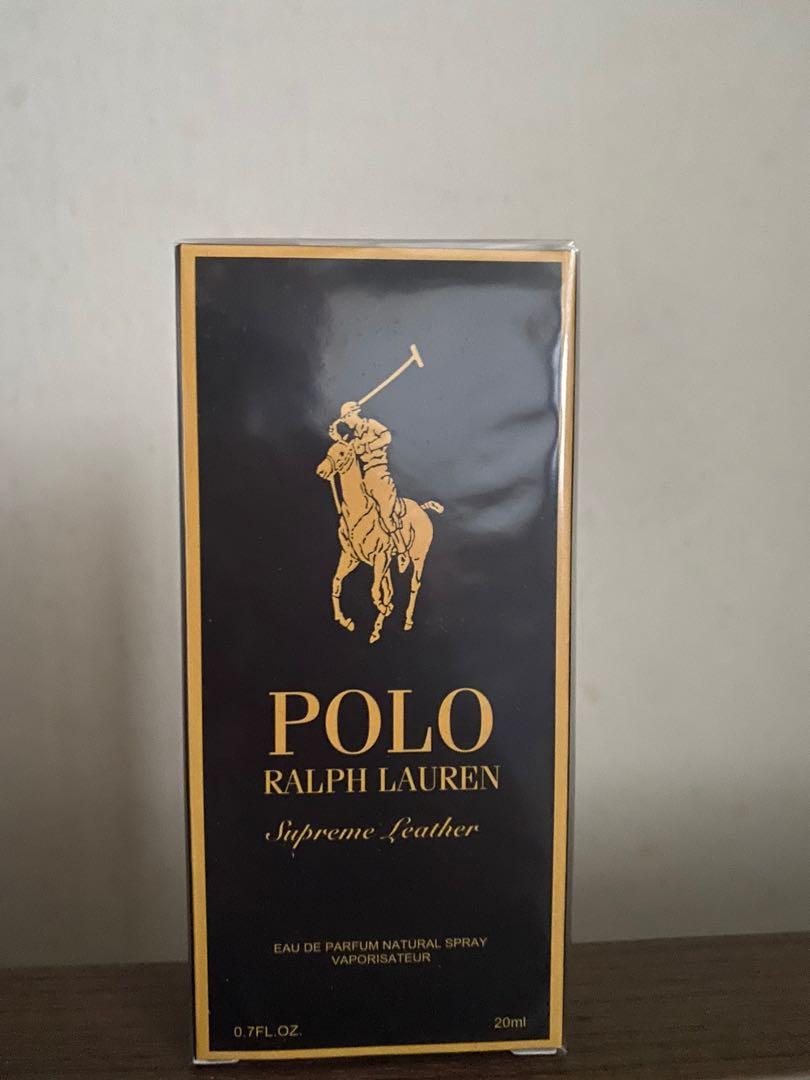 POLO
RALPH LAUREN
Supreme Leather
EAU DE PARFUM NATURAL SPRAY
VAPORISATEUR
0.7FL.OZ. 20ml